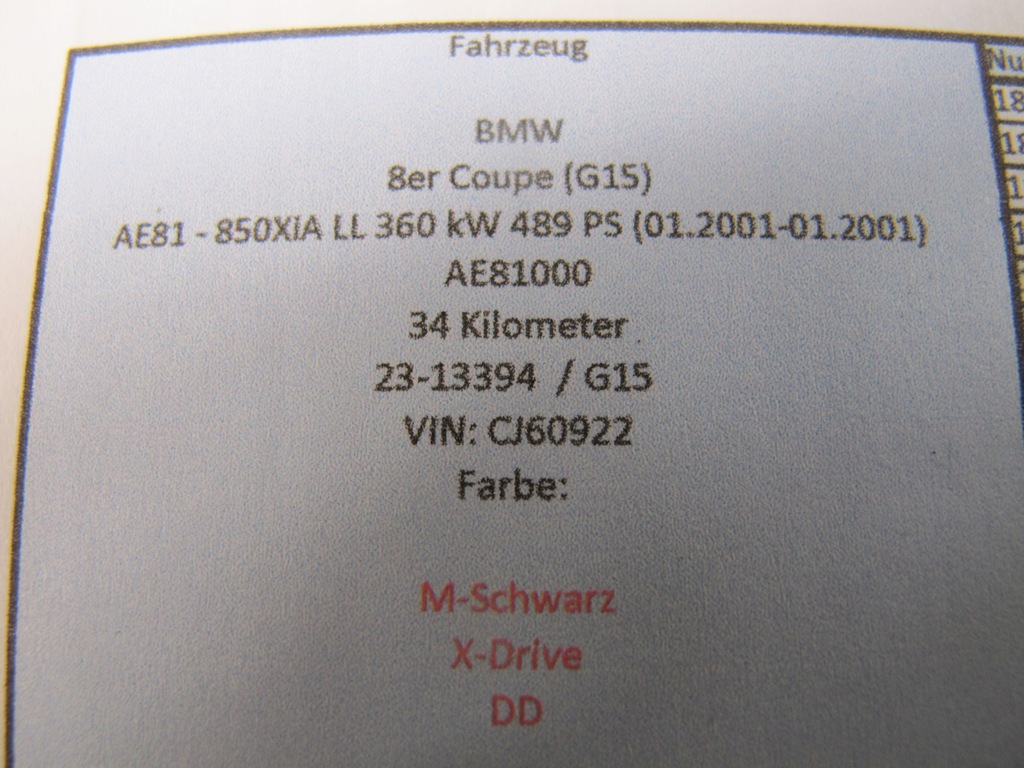 Fahrzeug
BMW
8er Coupe (G15)
AE81 - 850XiA LL 360 kW 489 PS (01.2001-01.2001)
AE81000
34 Kilometer
23-13394 / G15
VIN: CJ60922
Farbe:
M-Schwarz
X-Drive
DD